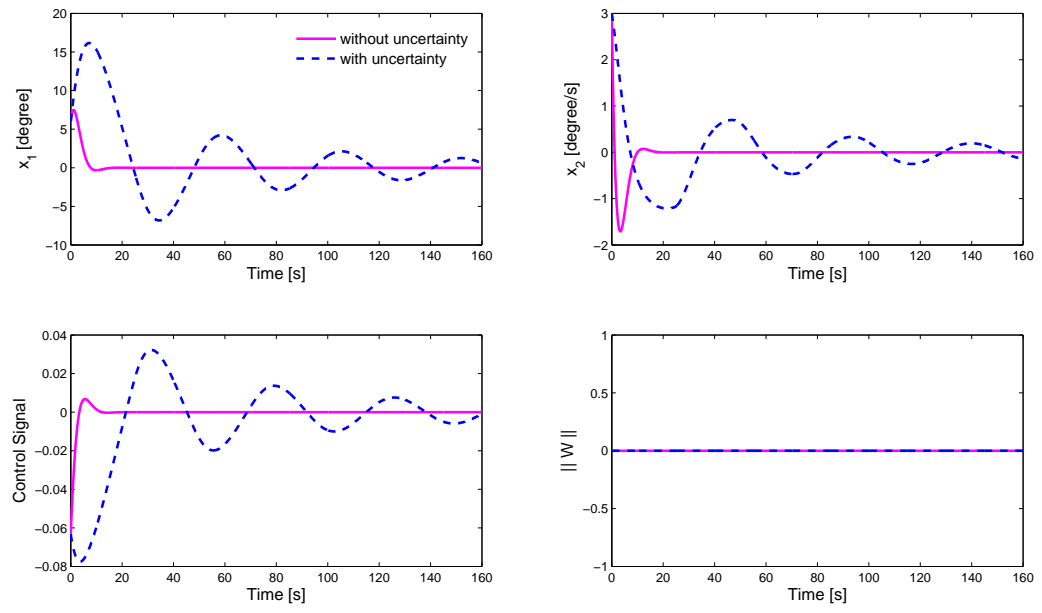 20
15
10
5
0
−5
−10
x1 [degree]
0 20 40 60 80 100 120 140 160
Time [s]
without uncertainty
with uncertainty
3
2
1
0
−1
−2
x2 [degree/s]
0 20 40 60 80 100 120 140 160
Time [s]
0.04
0.02
0
−0.02
−0.04
−0.06
−0.08
Control Signal
0 20 40 60 80 100 120 140 160
Time [s]
1
0.5
0
−0.5
−1
|| W ||
0 20 40 60 80 100 120 140 160
Time [s]